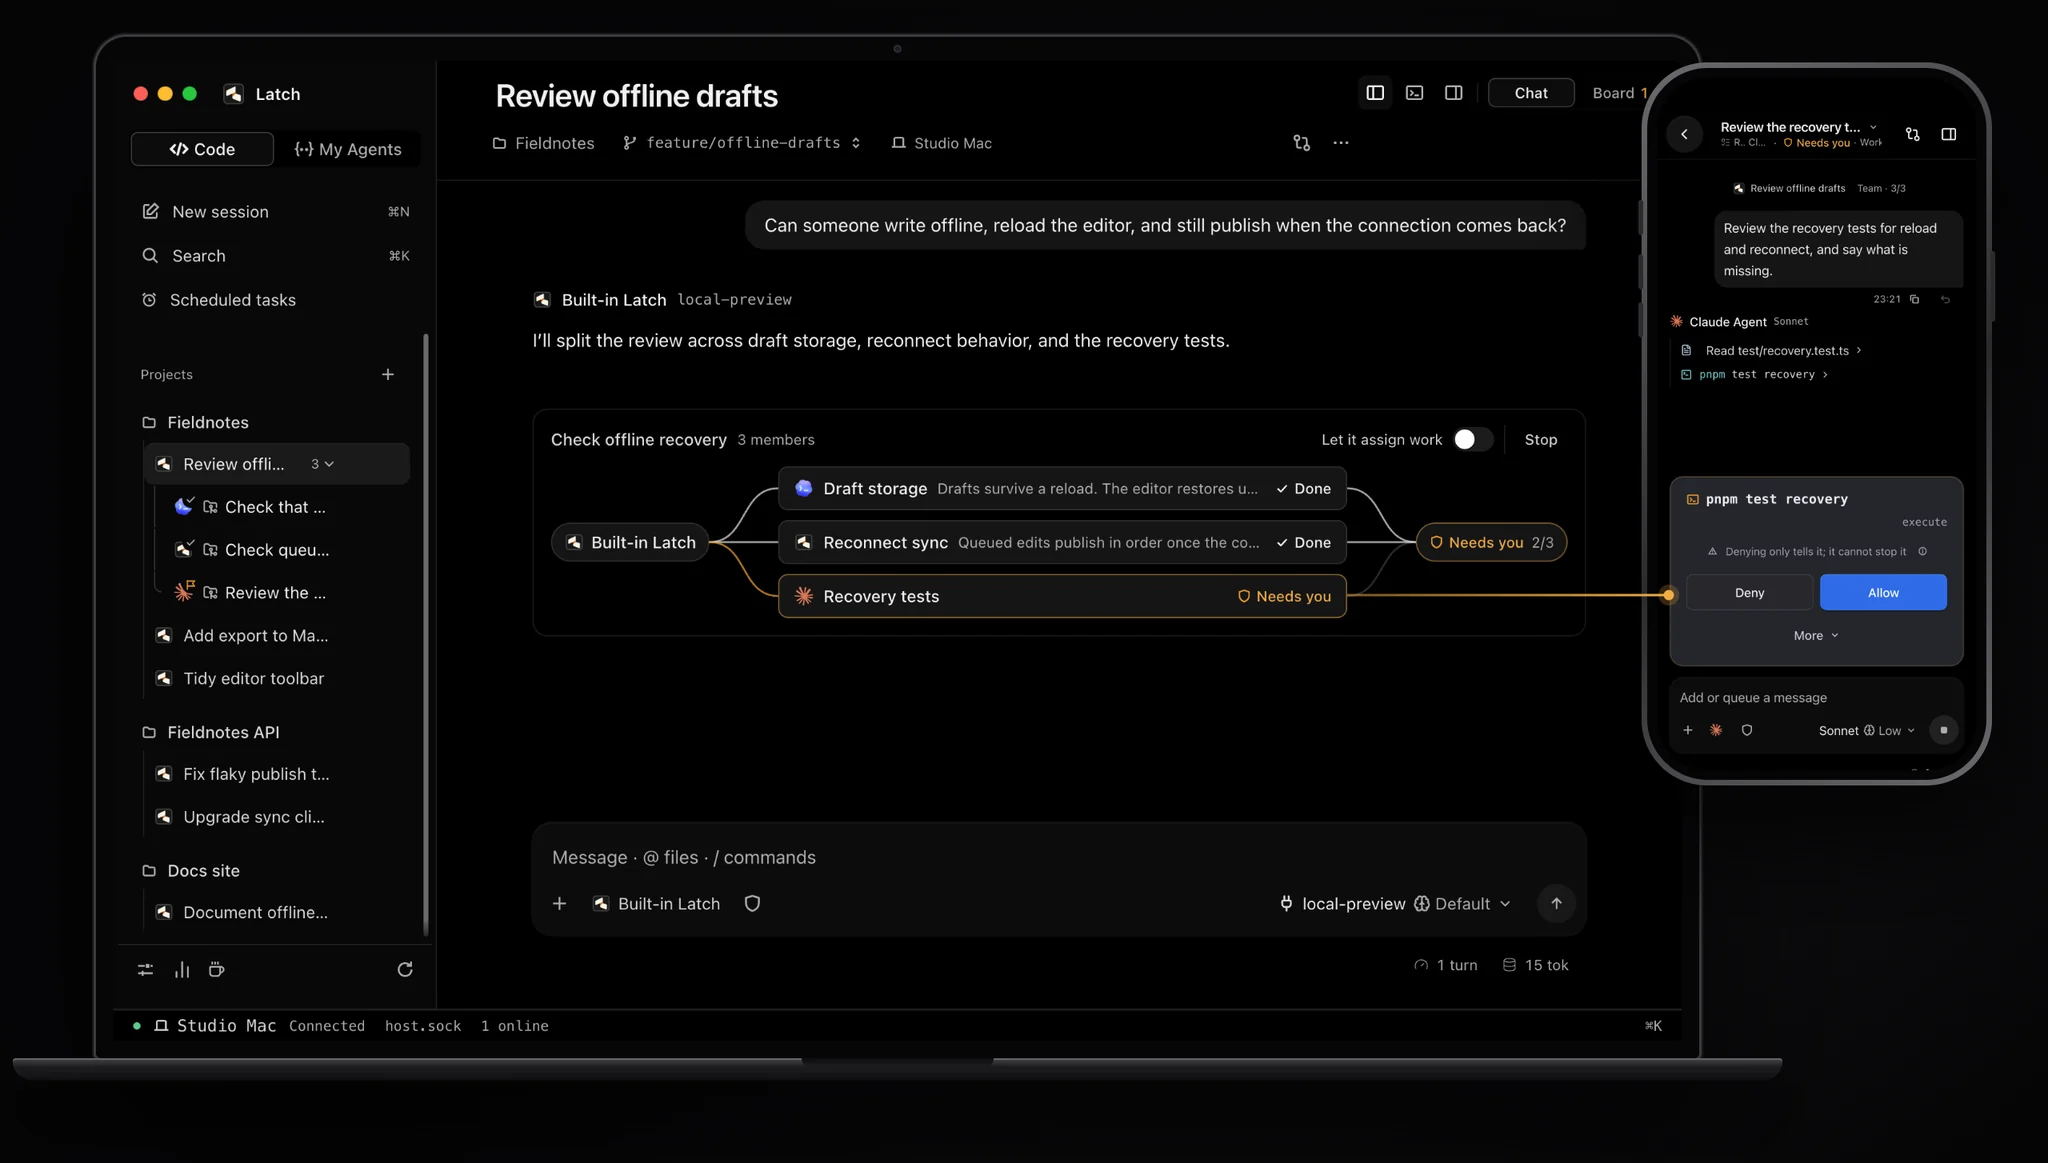 Latch
Code
My Agents
New session ⌘N
Search ⌘K
Scheduled tasks
Projects
Fieldnotes
Review offli... 3
Check that ...
Check queu...
Review the ...
Add export to Ma...
Tidy editor toolbar
Fieldnotes API
Fix flaky publish t...
Upgrade sync cli...
Docs site
Document offline...
Studio Mac Connected host.sock 1 online ⌘K
Review offline drafts
Chat Board 1
Fieldnotes feature/offline-drafts Studio Mac
Can someone write offline, reload the editor, and still publish when the connection comes back?
Built-in Latch local-preview
I'll split the review across draft storage, reconnect behavior, and the recovery tests.
Check offline recovery 3 members Let it assign work Stop
Built-in Latch
Draft storage Drafts survive a reload. The editor restores u... Done
Reconnect sync Queued edits publish in order once the co... Done
Recovery tests Needs you
Needs you 2/3
Message · @ files · / commands
Built-in Latch local-preview Default
1 turn 15 tok
Review the recovery t...
R.. Cl... · Needs you · Work
Review offline drafts Team · 3/3
Review the recovery tests for reload
and reconnect, and say what is
missing.
23:21
Claude Agent Sonnet
Read test/recovery.test.ts
pnpm test recovery
pnpm test recovery
execute
Denying only tells it; it cannot stop it
Deny Allow
More
Add or queue a message
Sonnet Low